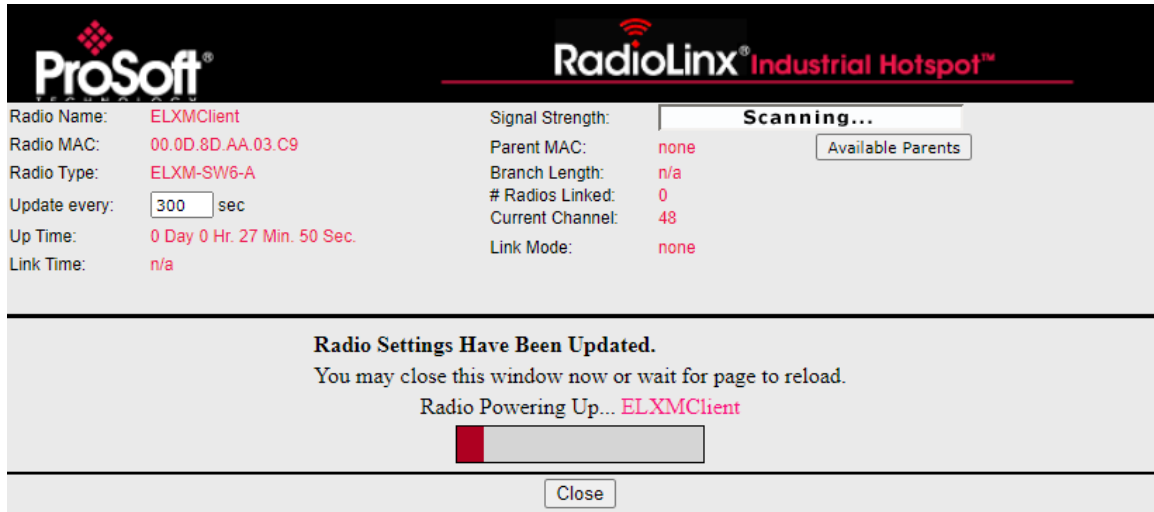 ProSoft®
TECHNOLOGY
RadioLinx® Industrial Hotspot™
Radio Name: ELXMClient
Radio MAC: 00.0D.8D.AA.03.C9
Radio Type: ELXM-SW6-A
Update every: 300 sec
Up Time: 0 Day 0 Hr. 27 Min. 50 Sec.
Link Time: n/a
Signal Strength: Scanning...
Parent MAC: none Available Parents
Branch Length: n/a
# Radios Linked: 0
Current Channel: 48
Link Mode: none
Radio Settings Have Been Updated.
You may close this window now or wait for page to reload.
Radio Powering Up... ELXMClient
Close